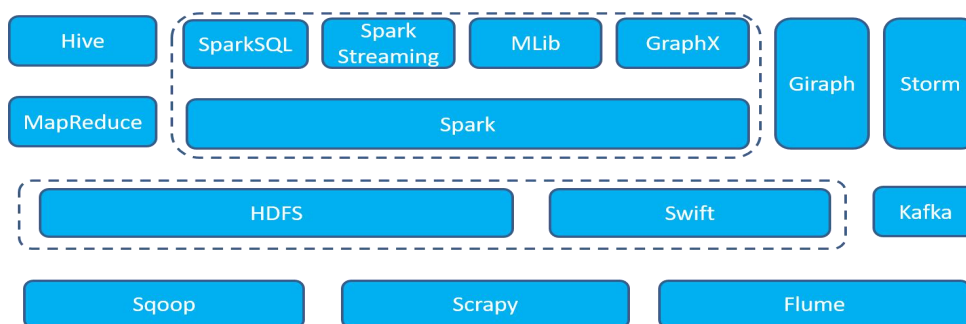 Hive
SparkSQL
Spark
Streaming
MLib
GraphX
Giraph
Storm
MapReduce
Spark
HDFS
Swift
Kafka
Sqoop
Scrapy
Flume